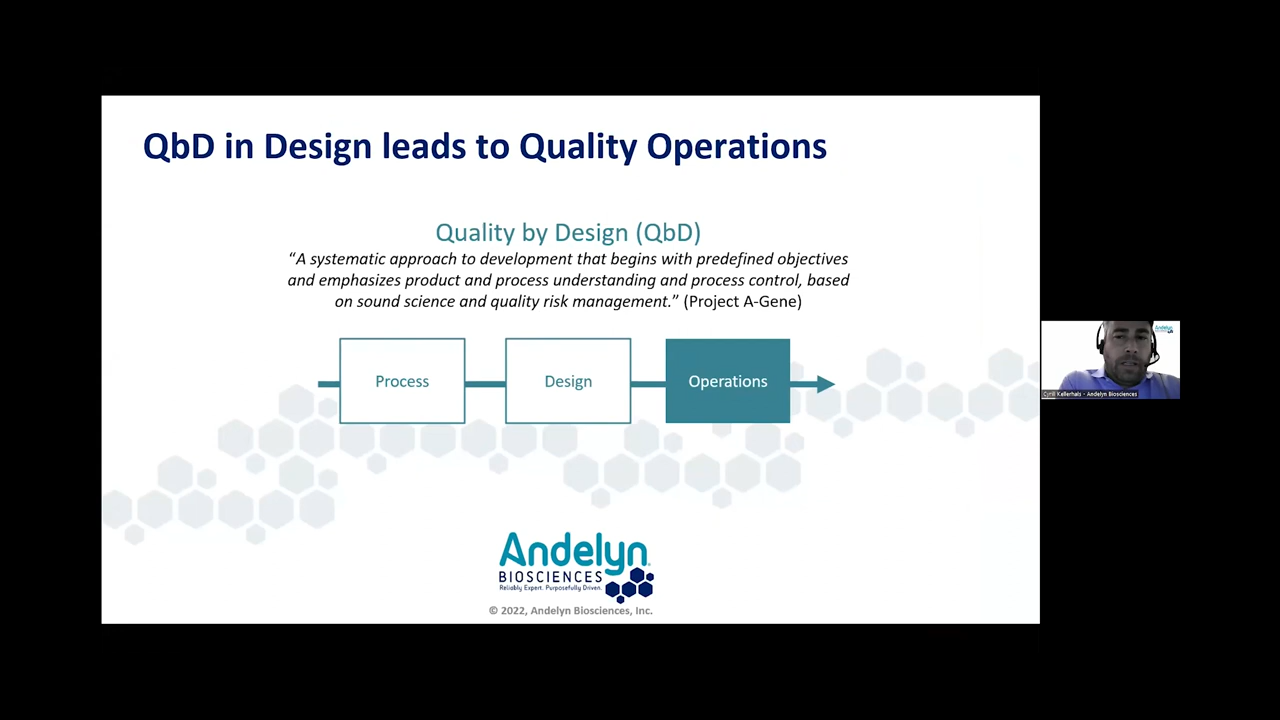 QbD in Design leads to Quality Operations
Quality by Design (QbD)
“A systematic approach to development that begins with predefined objectives
and emphasizes product and process understanding and process control, based
on sound science and quality risk management.” (Project A-Gene)
Process
Design
Operations
Andelyn
BIOSCIENCES
Reliably Expert. Purposefully Driven.
© 2022, Andelyn Biosciences, Inc.
Andelyn
Cyrill Kellerhals - Andelyn Biosciences